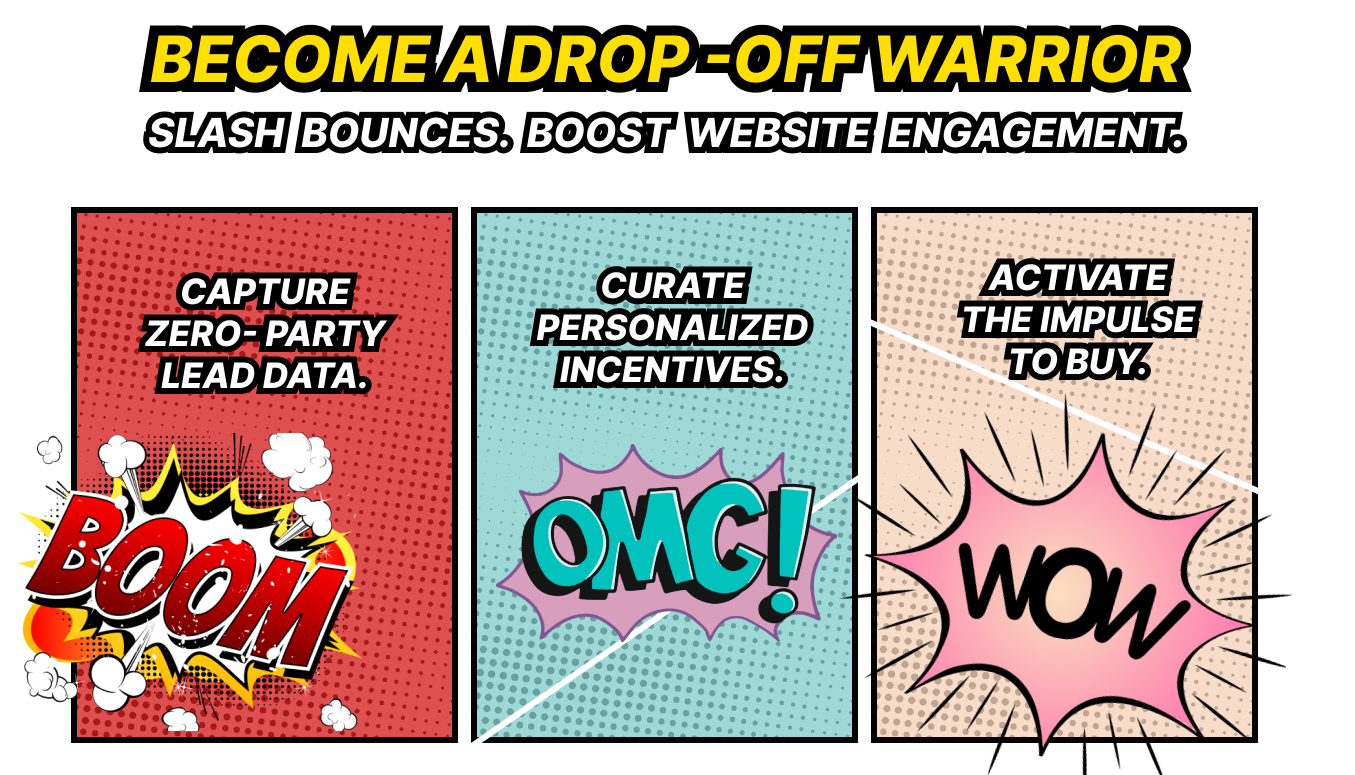 BECOME A DROP -OFF WARRIOR
SLASH BOUNCES. BOOST WEBSITE ENGAGEMENT.
CAPTURE
ZERO- PARTY
LEAD DATA.
BOOM
CURATE
PERSONALIZED
INCENTIVES.
OMG!
ACTIVATE
THE IMPULSE
TO BUY.
WOW